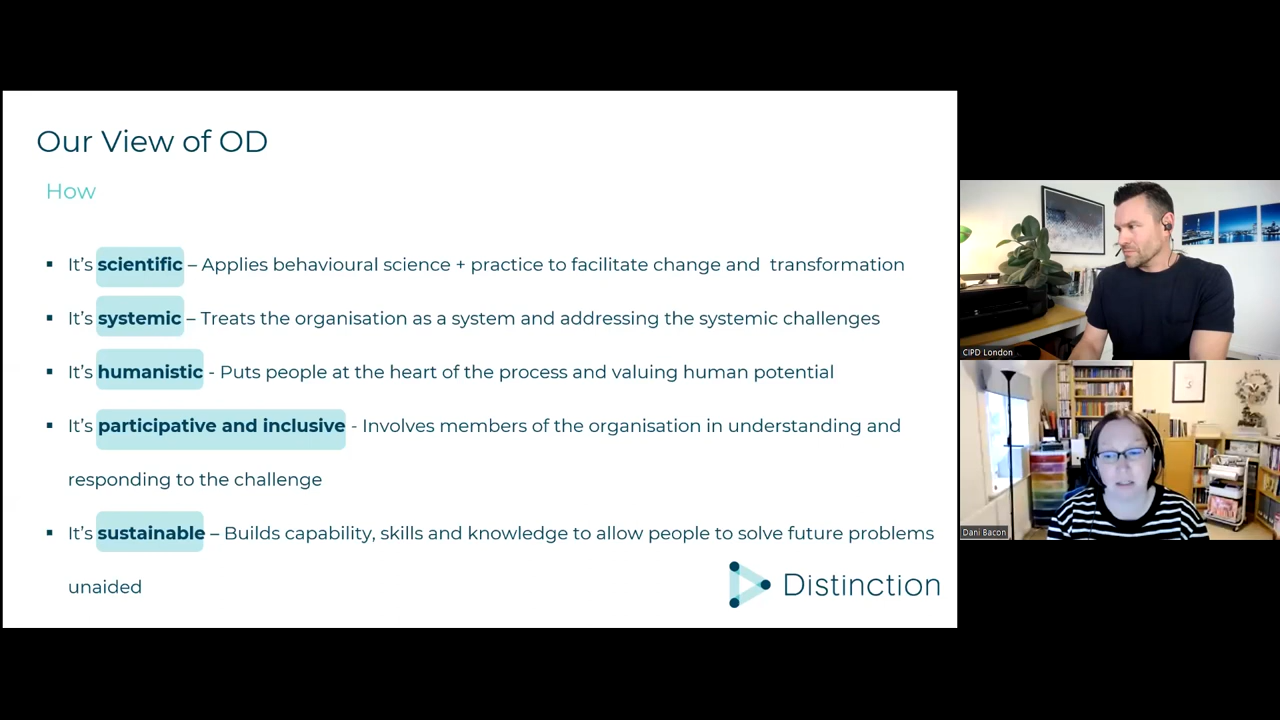 Our View of OD
How
▪ It’s scientific – Applies behavioural science + practice to facilitate change and  transformation
▪ It’s systemic – Treats the organisation as a system and addressing the systemic challenges
▪ It’s humanistic - Puts people at the heart of the process and valuing human potential
▪ It’s participative and inclusive - Involves members of the organisation in understanding and
responding to the challenge
▪ It’s sustainable – Builds capability, skills and knowledge to allow people to solve future problems
unaided
Distinction
CIPD London
Dani Bacon